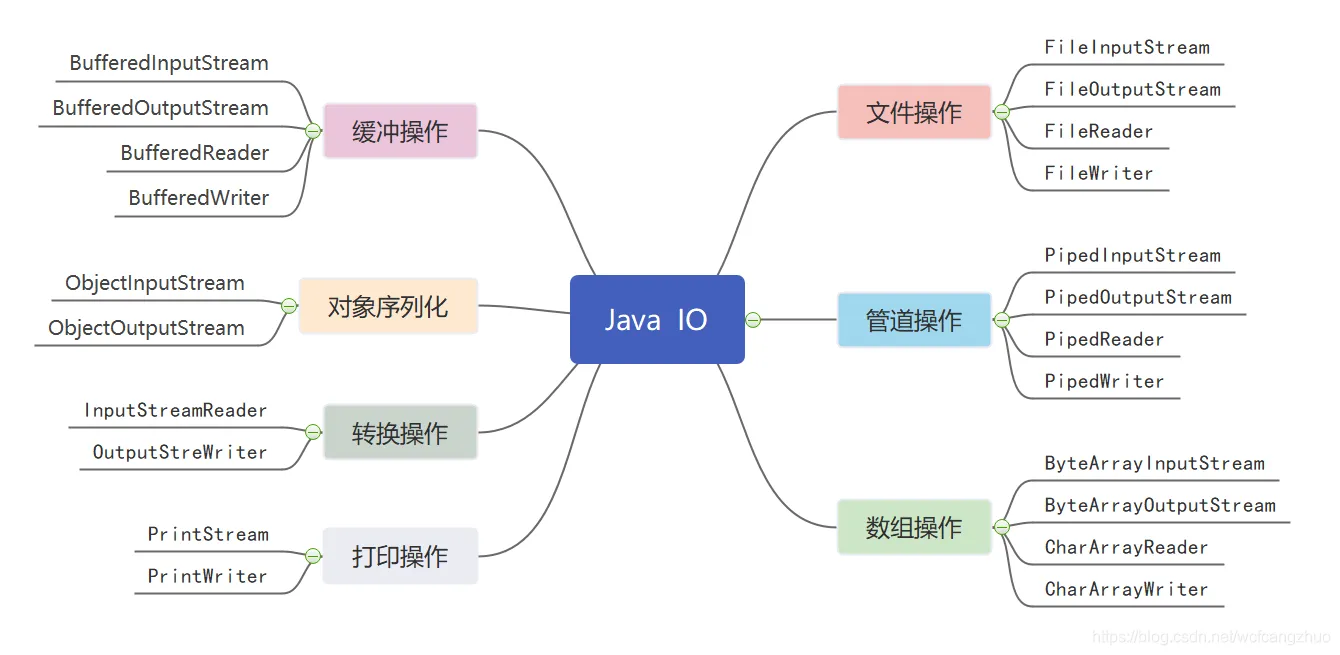 Java IO
缓冲操作
BufferedInputStream
BufferedOutputStream
BufferedReader
BufferedWriter
对象序列化
ObjectInputStream
ObjectOutputStream
转换操作
InputStreamReader
OutputStreWriter
打印操作
PrintStream
PrintWriter
文件操作
FileInputStream
FileOutputStream
FileReader
FileWriter
管道操作
PipedInputStream
PipedOutputStream
PipedReader
PipedWriter
数组操作
ByteArrayInputStream
ByteArrayOutputStream
CharArrayReader
CharArrayWriter
https://blog.csdn.net/wcfcangzhuo